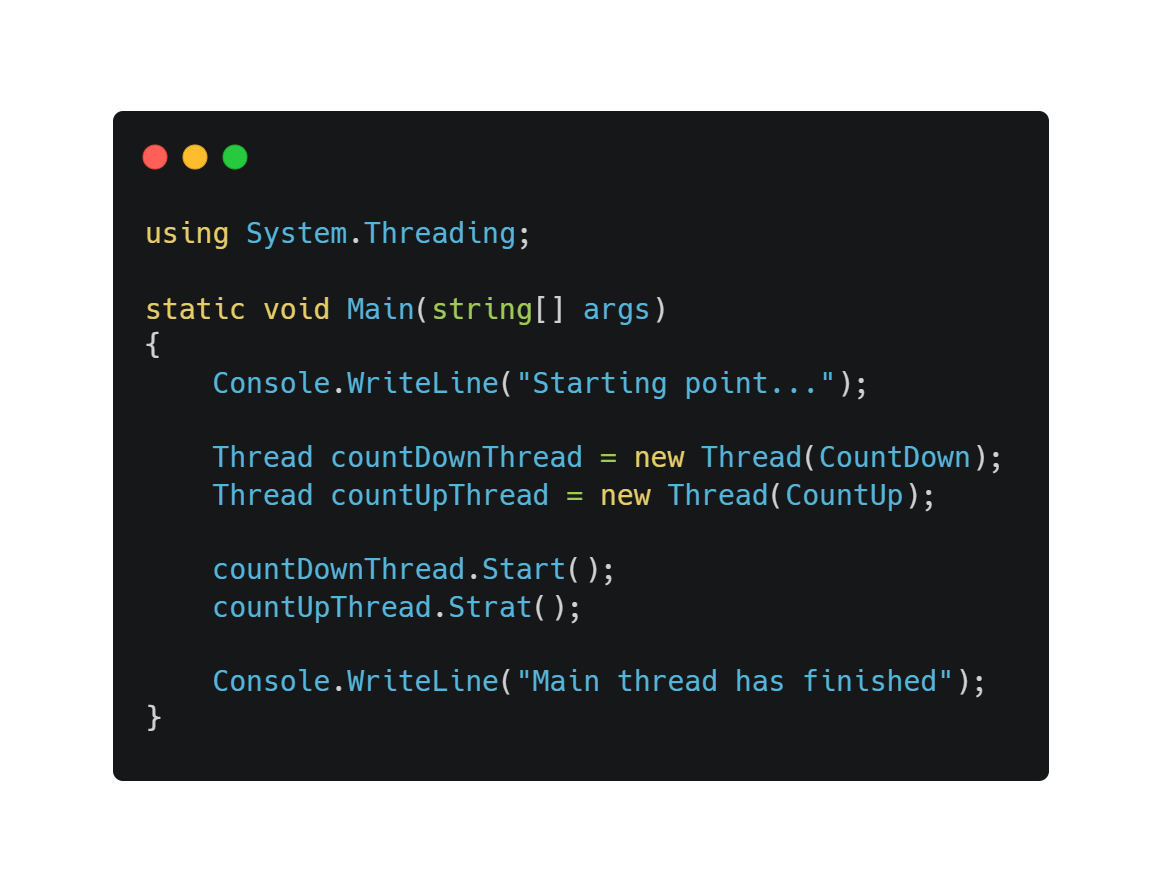 using System.Threading;
static void Main(string[] args)
{
Console.WriteLine("Starting point...");
Thread countDownThread = new Thread(CountDown);
Thread countUpThread = new Thread(CountUp);
countDownThread.Start();
countUpThread.Strat();
Console.WriteLine("Main thread has finished");
}